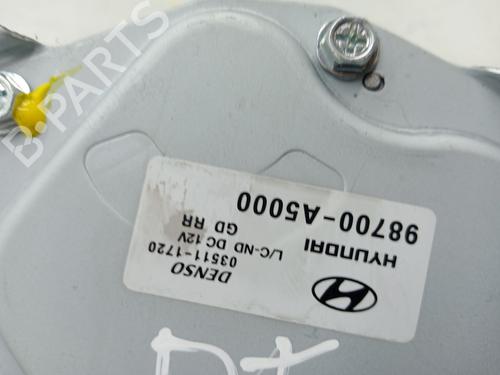 B-PARTS
HYUNDAI
98700-A5000
DENSO
03511-1720
L/C-ND DC 12V
GD RR